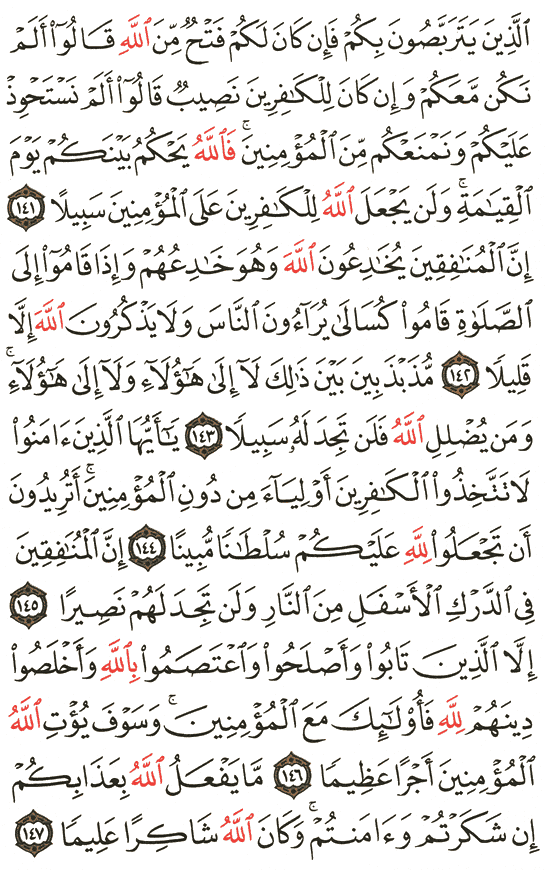 ٱلَّذِينَ يَتَرَبَّصُونَ بِكُمْ فَإِن كَانَ لَكُمْ فَتْحٌ مِّنَ ٱللَّهِ قَالُوٓا۟ أَلَمْ
نَكُن مَّعَكُمْ وَإِن كَانَ لِلْكَـٰفِرِينَ نَصِيبٌ قَالُوٓا۟ أَلَمْ نَسْتَحْوِذْ
عَلَيْكُمْ وَنَمْنَعْكُم مِّنَ ٱلْمُؤْمِنِينَ ۚ فَٱللَّهُ يَحْكُمُ بَيْنَكُمْ يَوْمَ
ٱلْقِيَـٰمَةِ ۗ وَلَن يَجْعَلَ ٱللَّهُ لِلْكَـٰفِرِينَ عَلَى ٱلْمُؤْمِنِينَ سَبِيلًا ١٤١
إِنَّ ٱلْمُنَـٰفِقِينَ يُخَـٰدِعُونَ ٱللَّهَ وَهُوَ خَـٰدِعُهُمْ وَإِذَا قَامُوٓا۟ إِلَى
ٱلصَّلَوٰةِ قَامُوا۟ كُسَالَىٰ يُرَآءُونَ ٱلنَّاسَ وَلَا يَذْكُرُونَ ٱللَّهَ إِلَّا
قَلِيلًا ١٤٢ مُّذَبْذَبِينَ بَيْنَ ذَٰلِكَ لَآ إِلَىٰ هَـٰٓؤُلَآءِ وَلَآ إِلَىٰ هَـٰٓؤُلَآءِ ۚ
وَمَن يُضْلِلِ ٱللَّهُ فَلَن تَجِدَ لَهُۥ سَبِيلًا ١٤٣ يَـٰٓأَيُّهَا ٱلَّذِينَ ءَامَنُوا۟
لَا تَتَّخِذُوا۟ ٱلْكَـٰفِرِينَ أَوْلِيَآءَ مِن دُونِ ٱلْمُؤْمِنِينَ ۚ أَتُرِيدُونَ
أَن تَجْعَلُوا۟ لِلَّهِ عَلَيْكُمْ سُلْطَـٰنًا مُّبِينًا ١٤٤ إِنَّ ٱلْمُنَـٰفِقِينَ
فِى ٱلدَّرْكِ ٱلْأَسْفَلِ مِنَ ٱلنَّارِ وَلَن تَجِدَ لَهُمْ نَصِيرًا ١٤٥
إِلَّا ٱلَّذِينَ تَابُوا۟ وَأَصْلَحُوا۟ وَٱعْتَصَمُوا۟ بِٱللَّهِ وَأَخْلَصُوا۟
دِينَهُمْ لِلَّهِ فَأُو۟لَـٰٓئِكَ مَعَ ٱلْمُؤْمِنِينَ ۖ وَسَوْفَ يُؤْتِ ٱللَّهُ
ٱلْمُؤْمِنِينَ أَجْرًا عَظِيمًا ١٤٦ مَّا يَفْعَلُ ٱللَّهُ بِعَذَابِكُمْ
إِن شَكَرْتُمْ وَءَامَنتُمْ ۚ وَكَانَ ٱللَّهُ شَاكِرًا عَلِيمًا ١٤٧